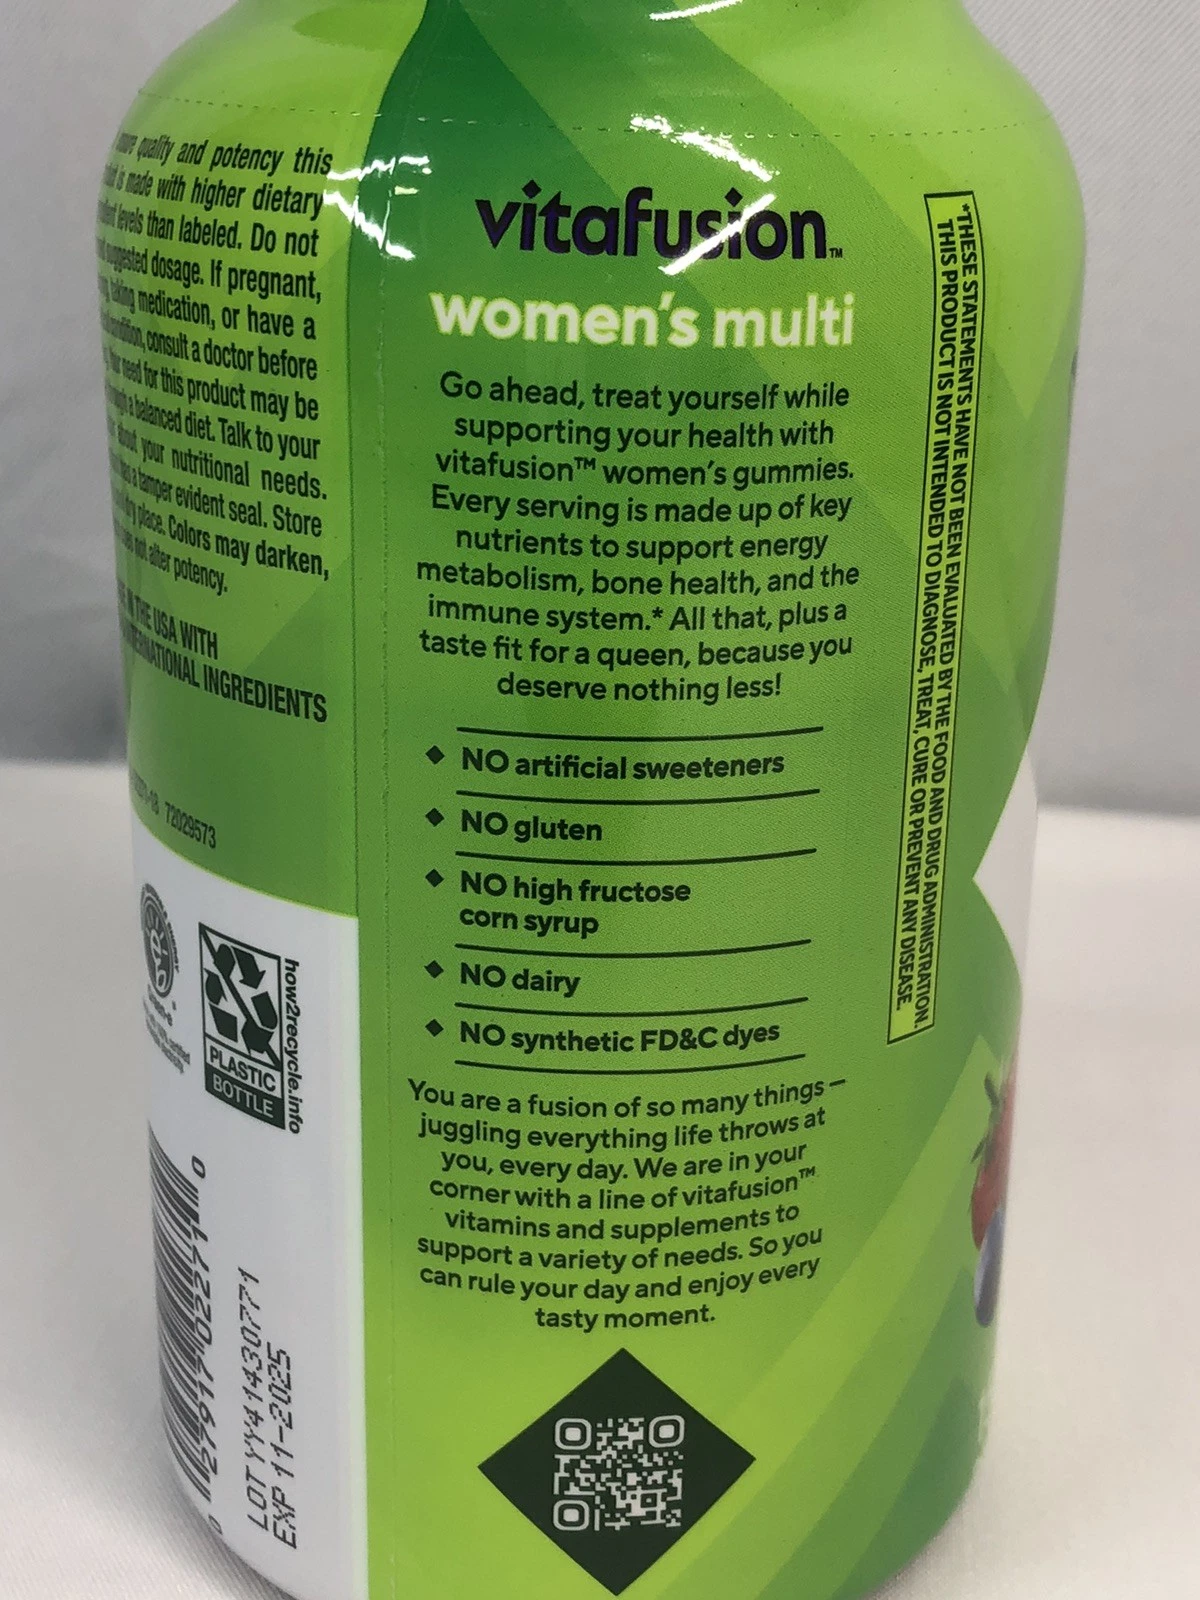 quality and potency this
is made with higher dietary
levels than labeled. Do not
suggested dosage. If pregnant,
taking medication, or have a
condition, consult a doctor before
need for this product may be
a balanced diet. Talk to your
about your nutritional needs.
has a tamper evident seal. Store
dry place. Colors may darken,
not alter potency.
IN THE USA WITH
INTERNATIONAL INGREDIENTS
72029573
how2recycle.info
PLASTIC
BOTTLE
0 27917 02271 0
LOT YY41430771
EXP 11-2025
vitafusion™
women's multi
Go ahead, treat yourself while
supporting your health with
vitafusion™ women's gummies.
Every serving is made up of key
nutrients to support energy
metabolism, bone health, and the
immune system.* All that, plus a
taste fit for a queen, because you
deserve nothing less!
◆ NO artificial sweeteners
◆ NO gluten
◆ NO high fructose
corn syrup
◆ NO dairy
◆ NO synthetic FD&C dyes
You are a fusion of so many things –
juggling everything life throws at
you, every day. We are in your
corner with a line of vitafusion™
vitamins and supplements to
support a variety of needs. So you
can rule your day and enjoy every
tasty moment.
*THESE STATEMENTS HAVE NOT BEEN EVALUATED BY THE FOOD AND DRUG ADMINISTRATION.
THIS PRODUCT IS NOT INTENDED TO DIAGNOSE, TREAT, CURE OR PREVENT ANY DISEASE.